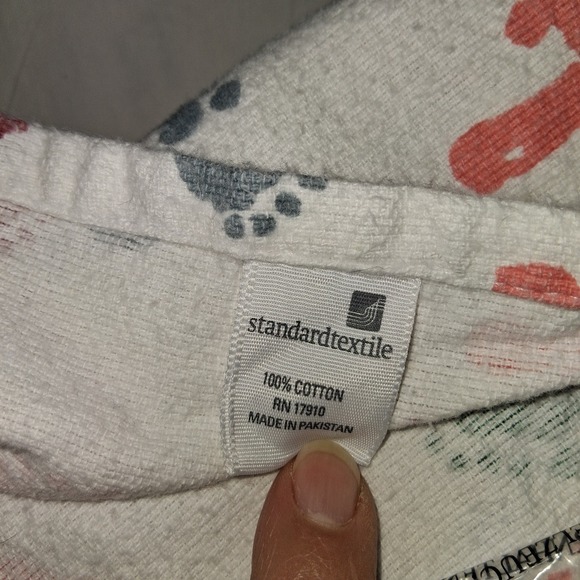 standardtextile
100% COTTON
RN 17910
MADE IN PAKISTAN